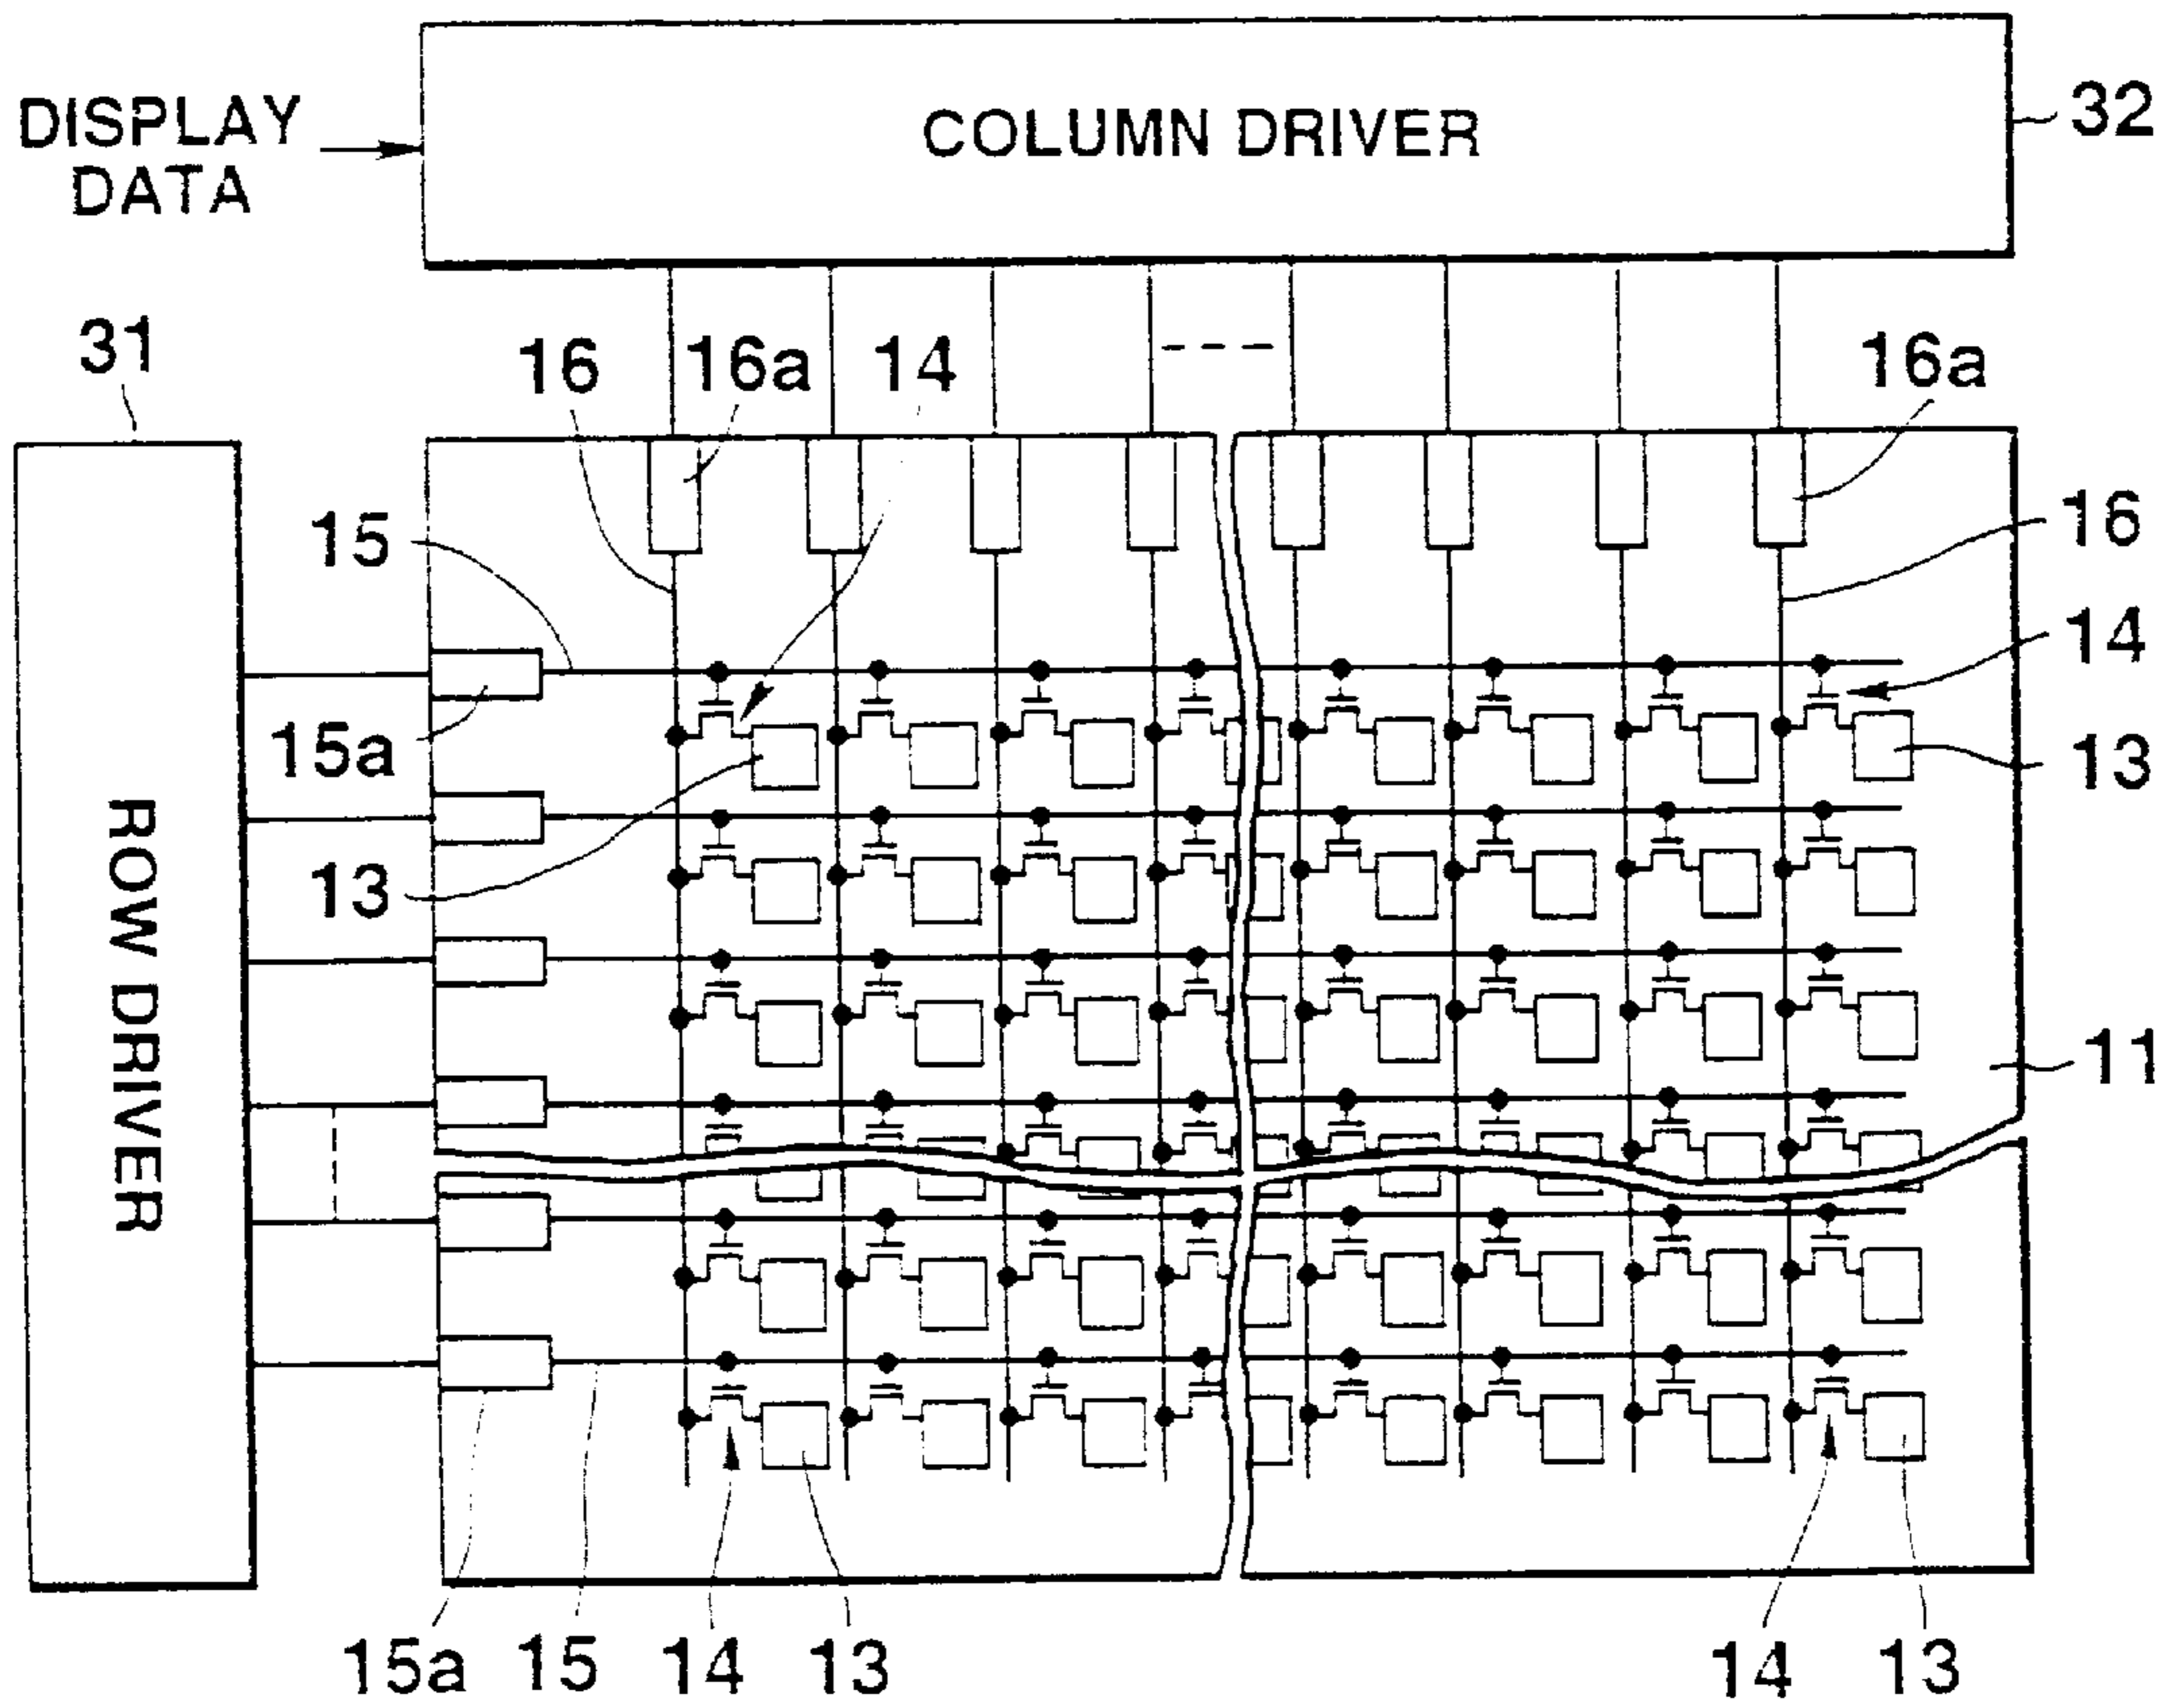 DISPLAY
DATA
COLUMN DRIVER
32
31
16
16a
14
16a
15
16
14
15a
13
13
ROW DRIVER
11
15a
15
14
13
14
13